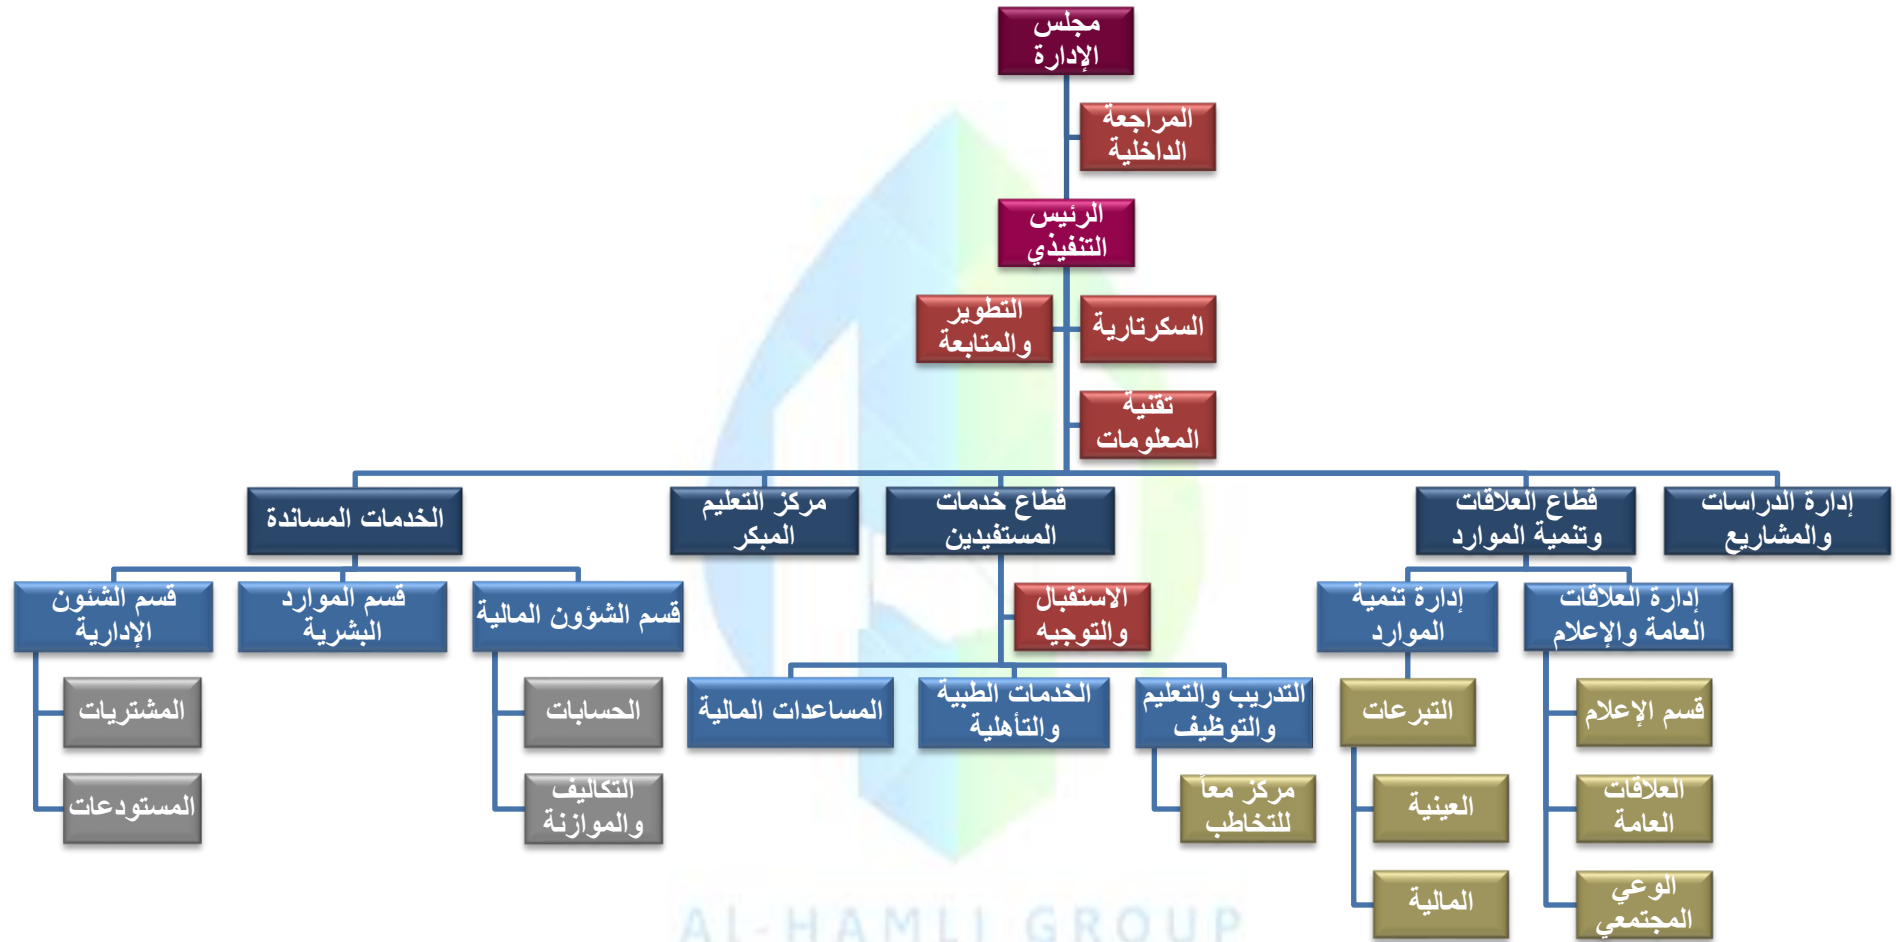 مجلس
الإدارة
المراجعة
الداخلية
الرئيس
التنفيذي
السكرتارية
التطوير
والمتابعة
تقنية
المعلومات
إدارة الدراسات
والمشاريع
قطاع العلاقات
وتنمية الموارد
قطاع خدمات
المستفيدين
مركز التعليم
المبكر
الخدمات المساندة
إدارة العلاقات
العامة والإعلام
إدارة تنمية
الموارد
الاستقبال
والتوجيه
قسم الشؤون المالية
قسم الموارد
البشرية
قسم الشئون
الإدارية
قسم الإعلام
التبرعات
التدريب والتعليم
والتوظيف
الخدمات الطبية
والتأهلية
المساعدات المالية
الحسابات
المشتريات
العلاقات
العامة
العينية
مركز معاً
للتخاطب
التكاليف
والموازنة
المستودعات
الوعي
المجتمعي
المالية
AL-HAMLI GROUP